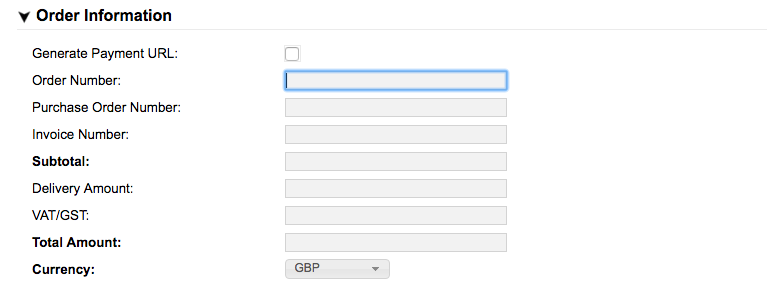 Order Information
Generate Payment URL:
Order Number:
Purchase Order Number:
Invoice Number:
Subtotal:
Delivery Amount:
VAT/GST:
Total Amount:
Currency: GBP